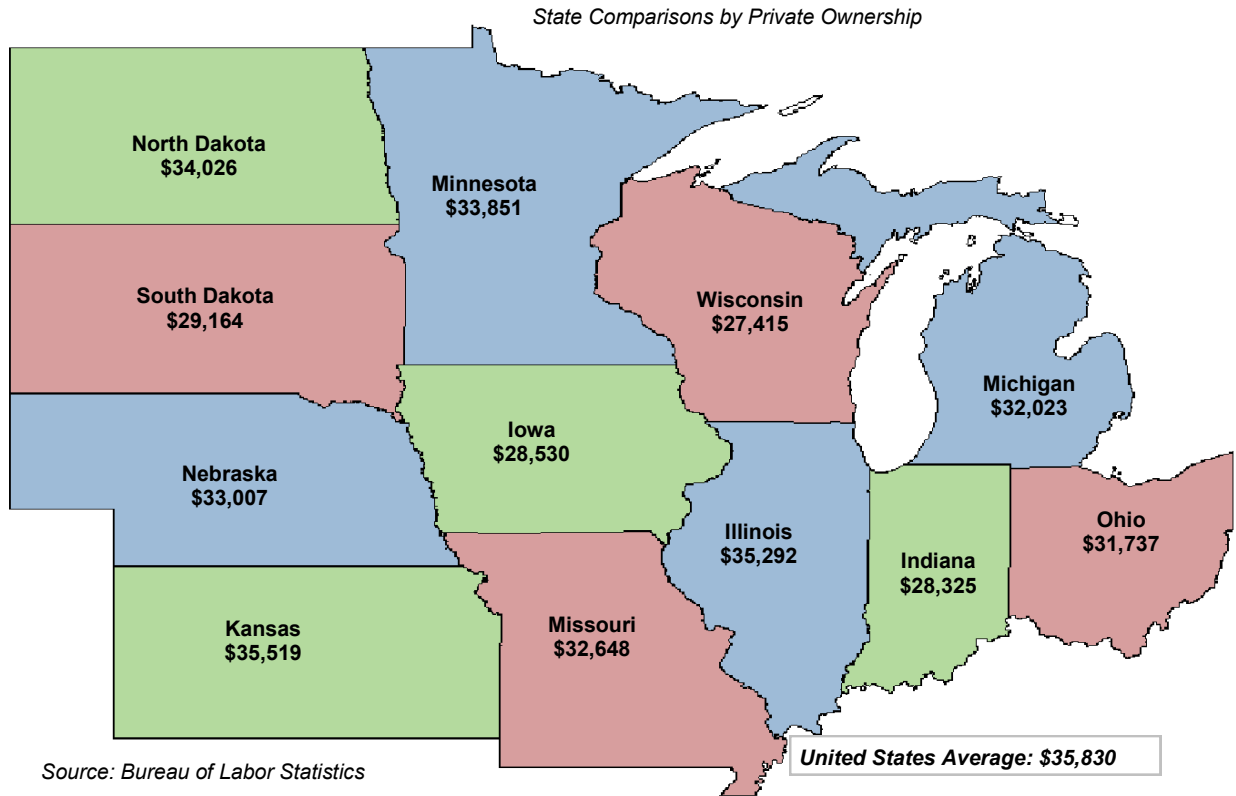 State Comparisons by Private Ownership
North Dakota
$34,026
Minnesota
$33,851
South Dakota
$29,164
Wisconsin
$27,415
Michigan
$32,023
Iowa
$28,530
Nebraska
$33,007
Illinois
$35,292
Ohio
$31,737
Indiana
$28,325
Kansas
$35,519
Missouri
$32,648
United States Average: $35,830
Source: Bureau of Labor Statistics